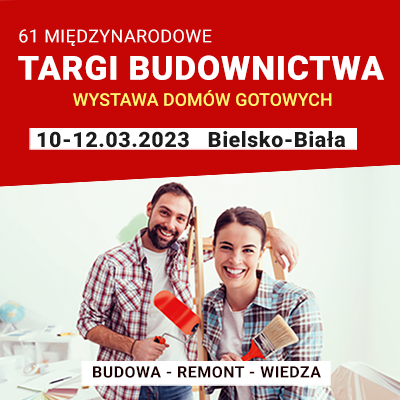 61 MIĘDZYNARODOWE
TARGI BUDOWNICTWA
WYSTAWA DOMÓW GOTOWYCH
10-12.03.2023 Bielsko-Biała
BUDOWA - REMONT - WIEDZA